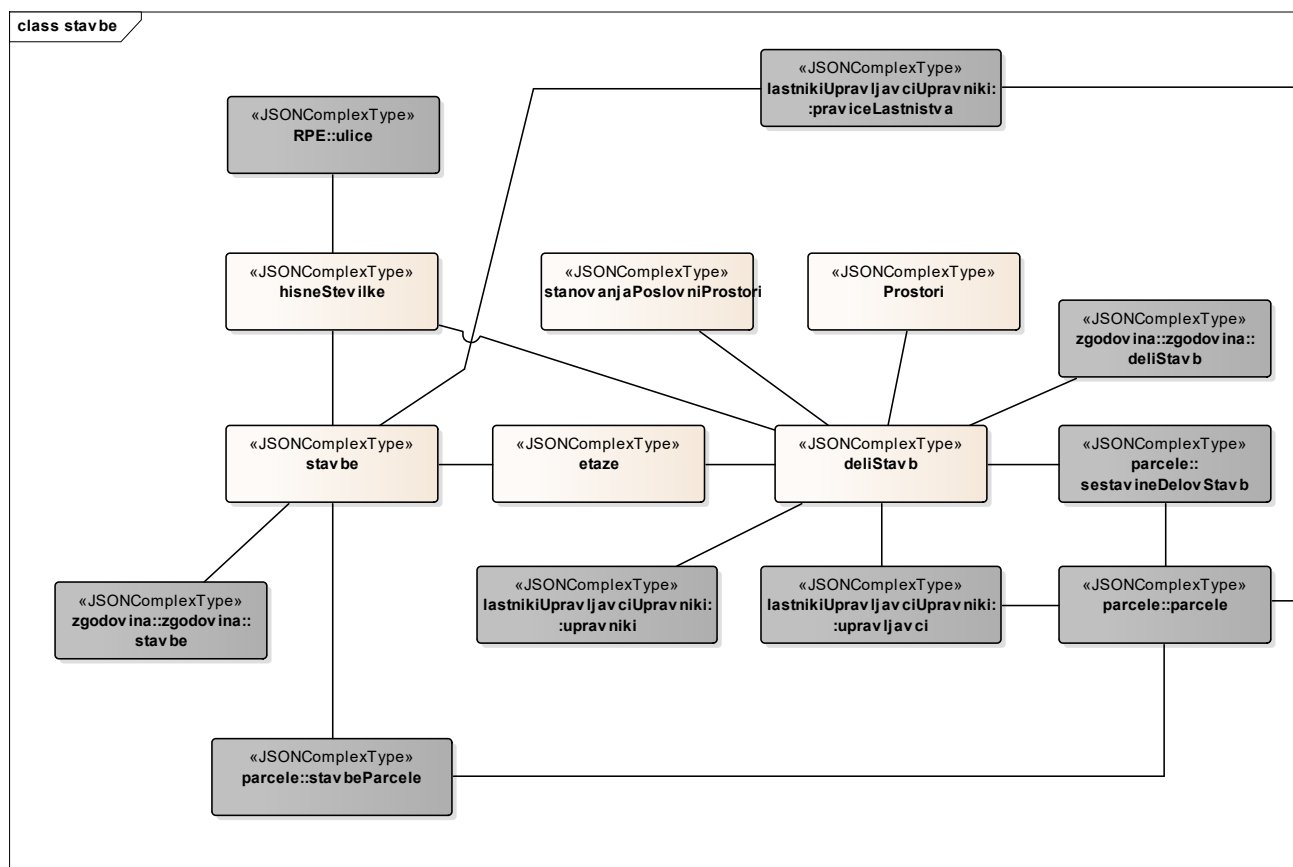 class stavbe
«JSONComplexType»
lastnikiUpravljavciUpravniki:
:praviceLastnistva
«JSONComplexType»
RPE::ulice
«JSONComplexType»
hisneStevilke
«JSONComplexType»
stanovanjaPoslovniProstori
«JSONComplexType»
Prostori
«JSONComplexType»
zgodovina::zgodovina::
deliStavb
«JSONComplexType»
stavbe
«JSONComplexType»
etaze
«JSONComplexType»
deliStavb
«JSONComplexType»
parcele::
sestavineDelovStavb
«JSONComplexType»
zgodovina::zgodovina::
stavbe
«JSONComplexType»
lastnikiUpravljavciUpravniki:
:upravniki
«JSONComplexType»
lastnikiUpravljavciUpravniki:
:upravljavci
«JSONComplexType»
parcele::parcele
«JSONComplexType»
parcele::stavbeParcele